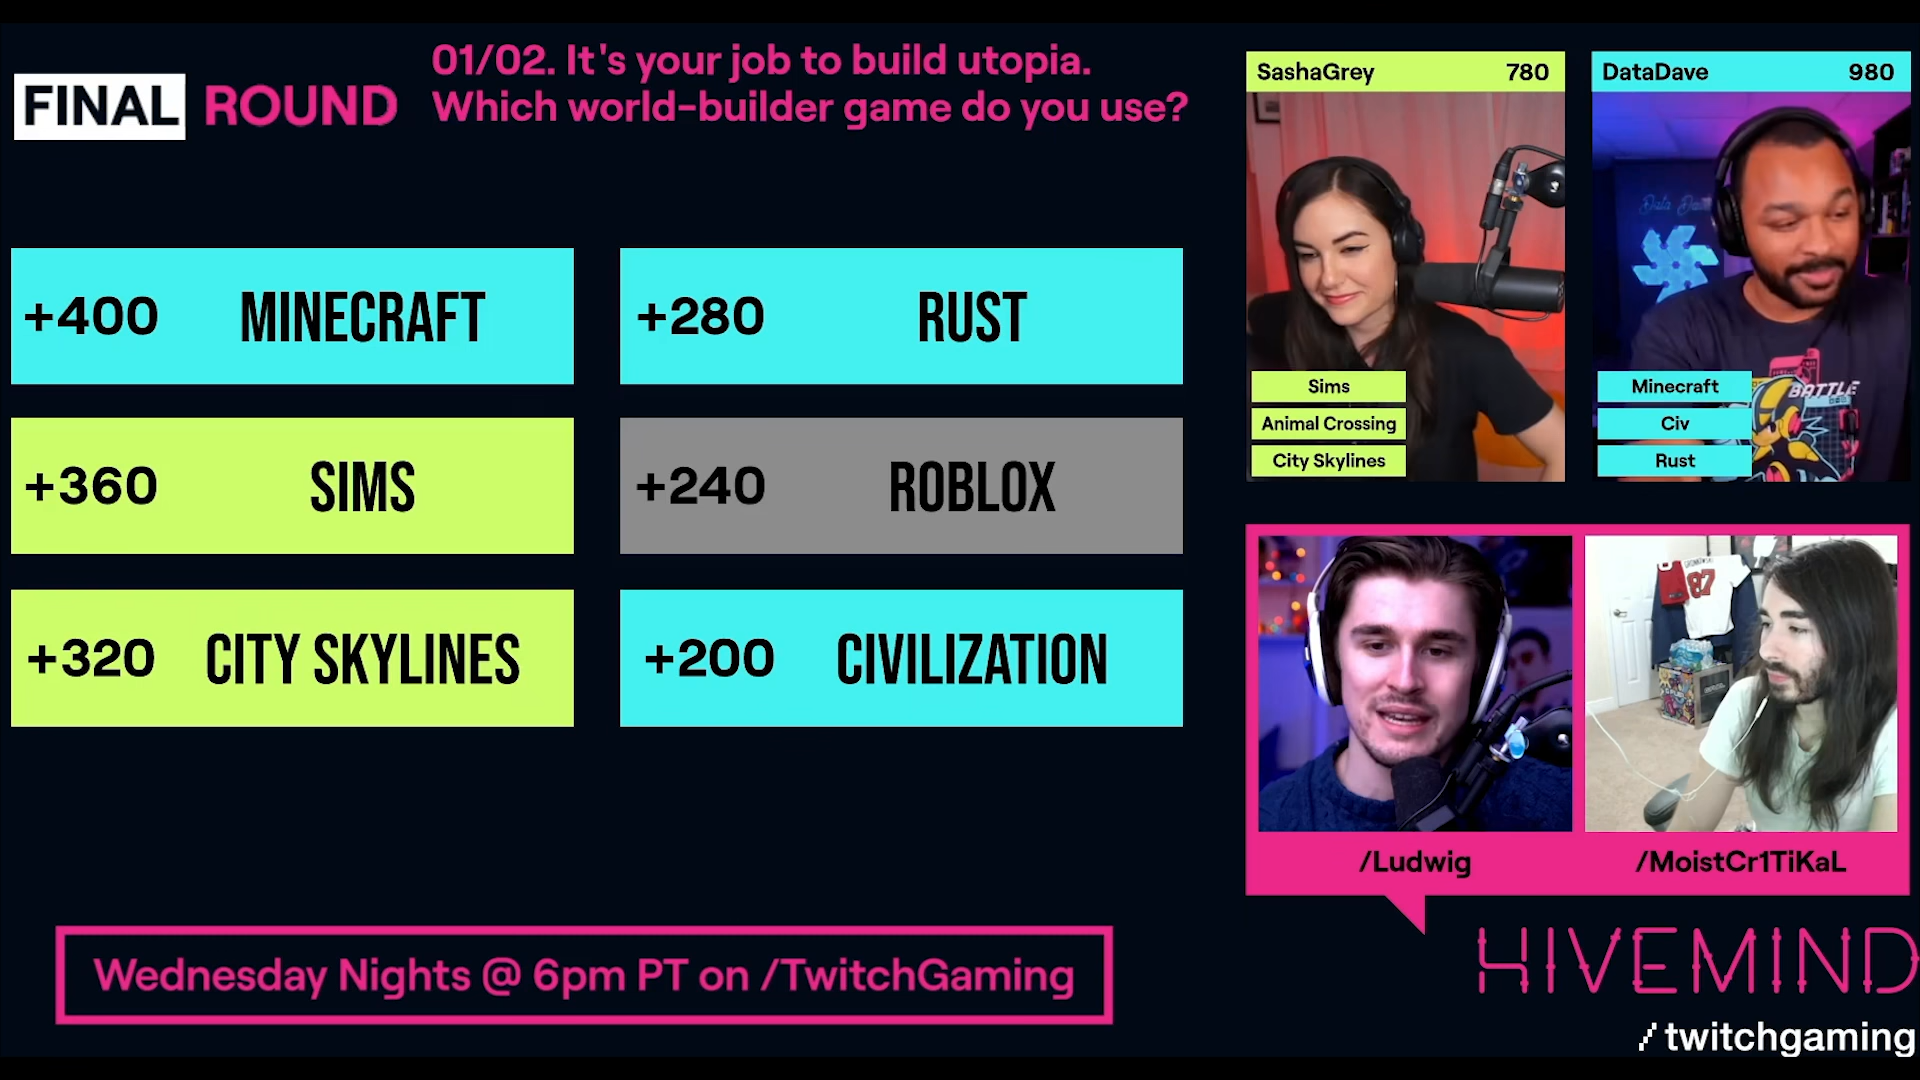 FINAL ROUND
01/02. It's your job to build utopia.
Which world-builder game do you use?
+400 MINECRAFT
+280 RUST
+360 SIMS
+240 ROBLOX
+320 CITY SKYLINES
+200 CIVILIZATION
Wednesday Nights @ 6pm PT on /TwitchGaming
SashaGrey 780
Sims
Animal Crossing
City Skylines
DataDave 980
Minecraft
Civ
Rust
BATTLE
87
/Ludwig
/MoistCr1TiKaL
HIVEMIND
/twitchgaming